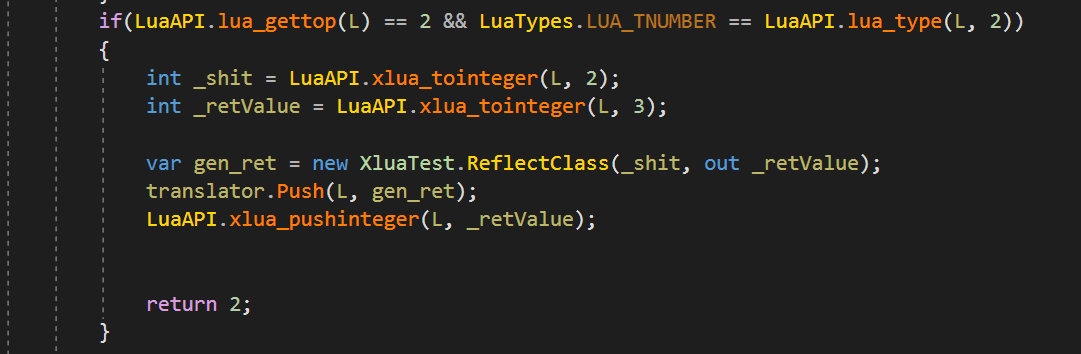 if(LuaAPI.lua_gettop(L) == 2 && LuaTypes.LUA_TNUMBER == LuaAPI.lua_type(L, 2))
{
int _shit = LuaAPI.xlua_tointeger(L, 2);
int _retValue = LuaAPI.xlua_tointeger(L, 3);
var gen_ret = new XluaTest.ReflectClass(_shit, out _retValue);
translator.Push(L, gen_ret);
LuaAPI.xlua_pushinteger(L, _retValue);
return 2;
}